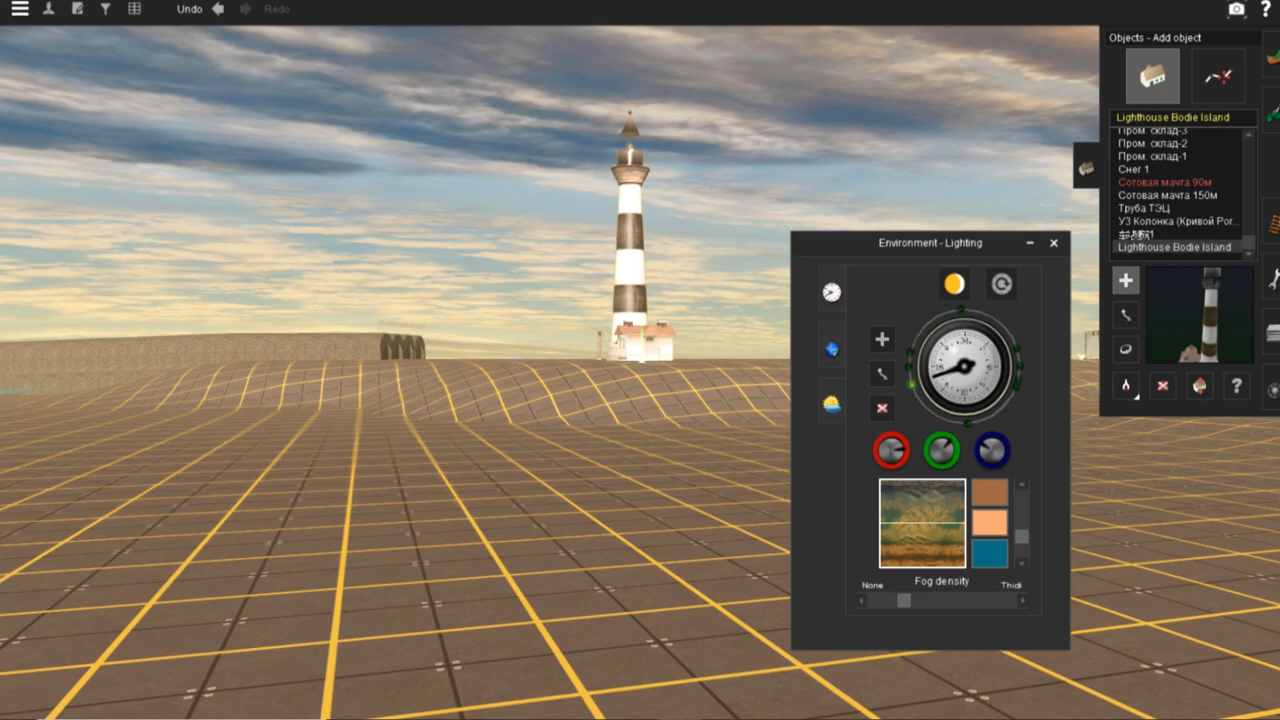 Undo
Redo
Objects - Add object
Lighthouse Bodie Island
Пром. склад-3
Пром. склад-2
Пром. склад-1
Снег 1
Сотовая мачта 90м
Сотовая мачта 150м
Труба ТЭЦ
УЗ Колонка (Кривой Рог...
Lighthouse Bodie Island
Environment - Lighting
Fog density
None
Thick